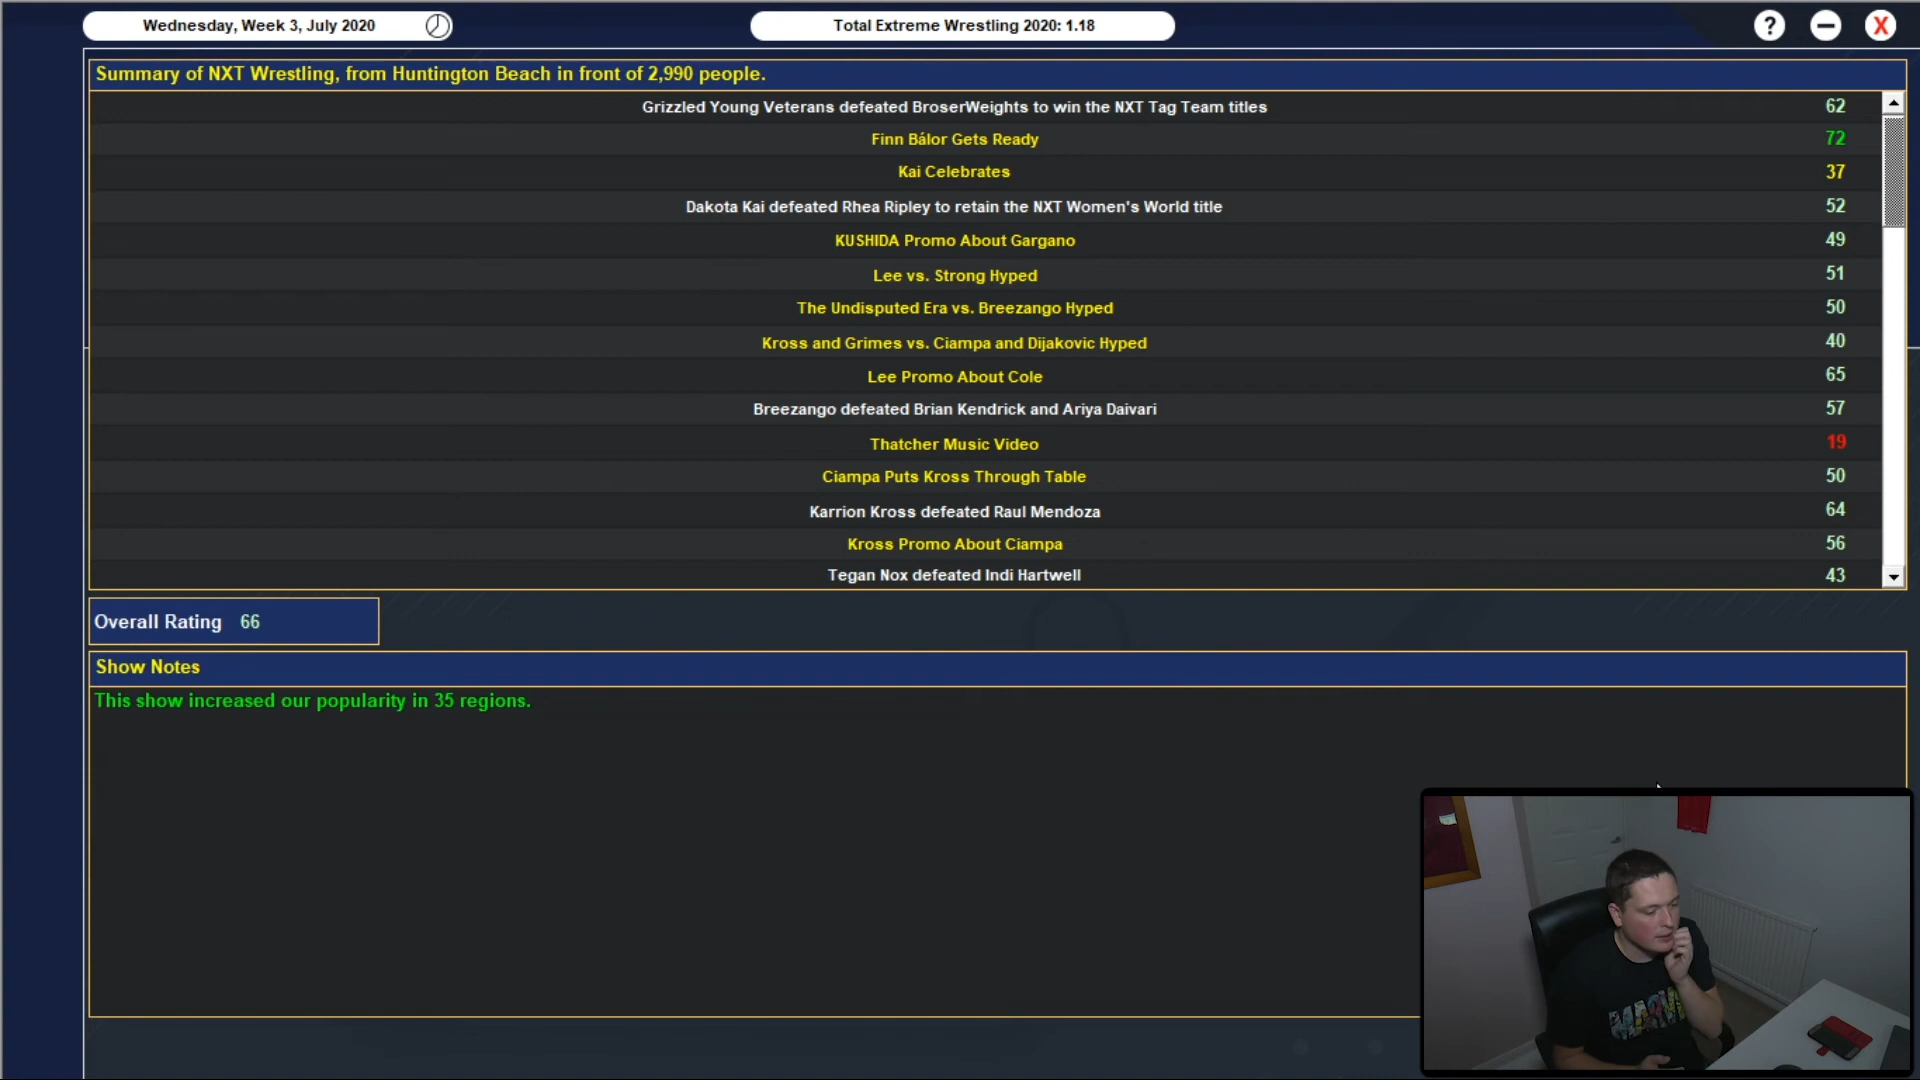 Wednesday, Week 3, July 2020
Total Extreme Wrestling 2020: 1.18
?
X
Summary of NXT Wrestling, from Huntington Beach in front of 2,990 people.
Grizzled Young Veterans defeated BroserWeights to win the NXT Tag Team titles 62
Finn Bálor Gets Ready 72
Kai Celebrates 37
Dakota Kai defeated Rhea Ripley to retain the NXT Women's World title 52
KUSHIDA Promo About Gargano 49
Lee vs. Strong Hyped 51
The Undisputed Era vs. Breezango Hyped 50
Kross and Grimes vs. Ciampa and Dijakovic Hyped 40
Lee Promo About Cole 65
Breezango defeated Brian Kendrick and Ariya Daivari 57
Thatcher Music Video 19
Ciampa Puts Kross Through Table 50
Karrion Kross defeated Raul Mendoza 64
Kross Promo About Ciampa 56
Tegan Nox defeated Indi Hartwell 43
Overall Rating 66
Show Notes
This show increased our popularity in 35 regions.